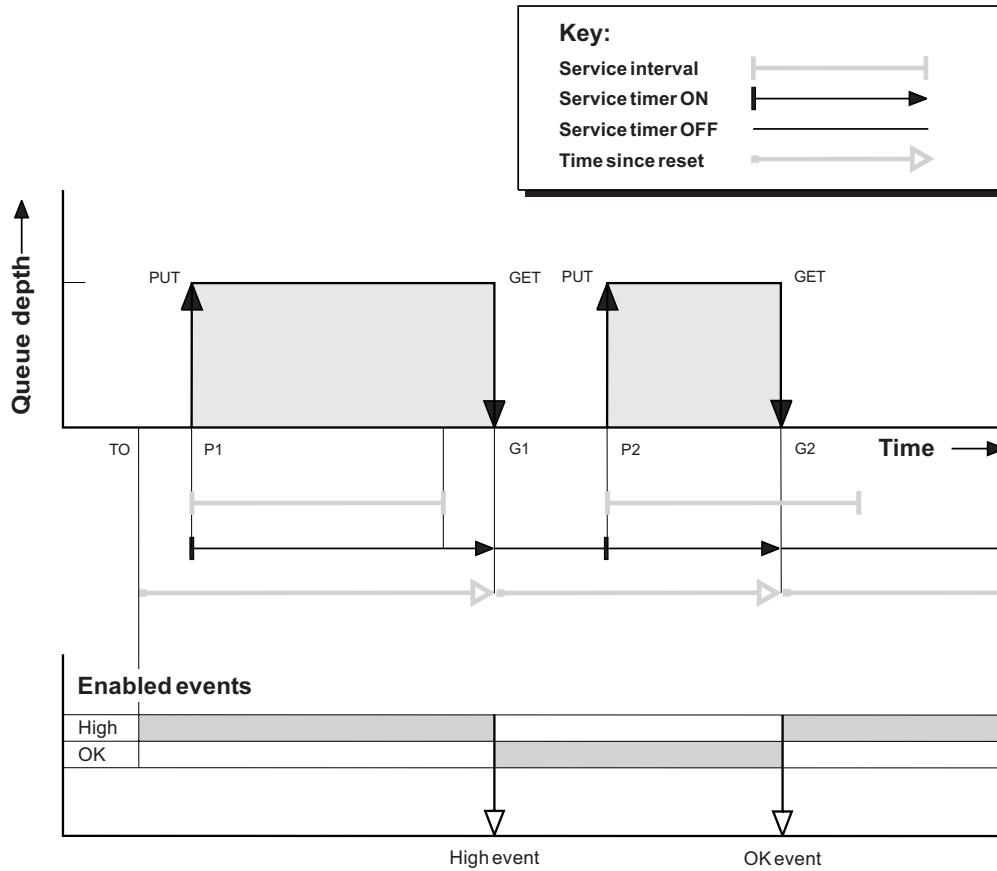 Key:
Service interval
Service timer ON
Service timer OFF
Time since reset
Queue depth
PUT
GET
PUT
GET
TO
P1
G1
P2
G2
Time
Enabled events
High
OK
High event
OK event